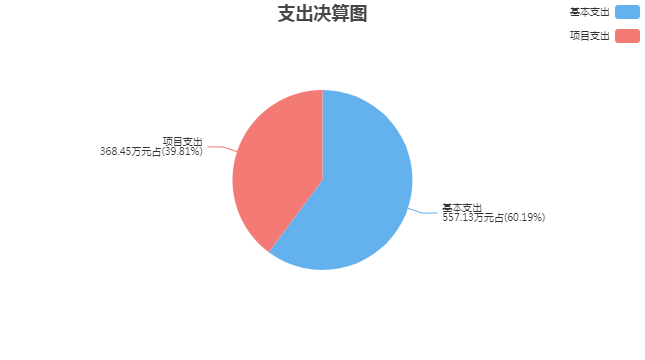 支出决算图
基本支出
项目支出
项目支出
368.45万元占(39.81%)
基本支出
557.13万元占(60.19%)